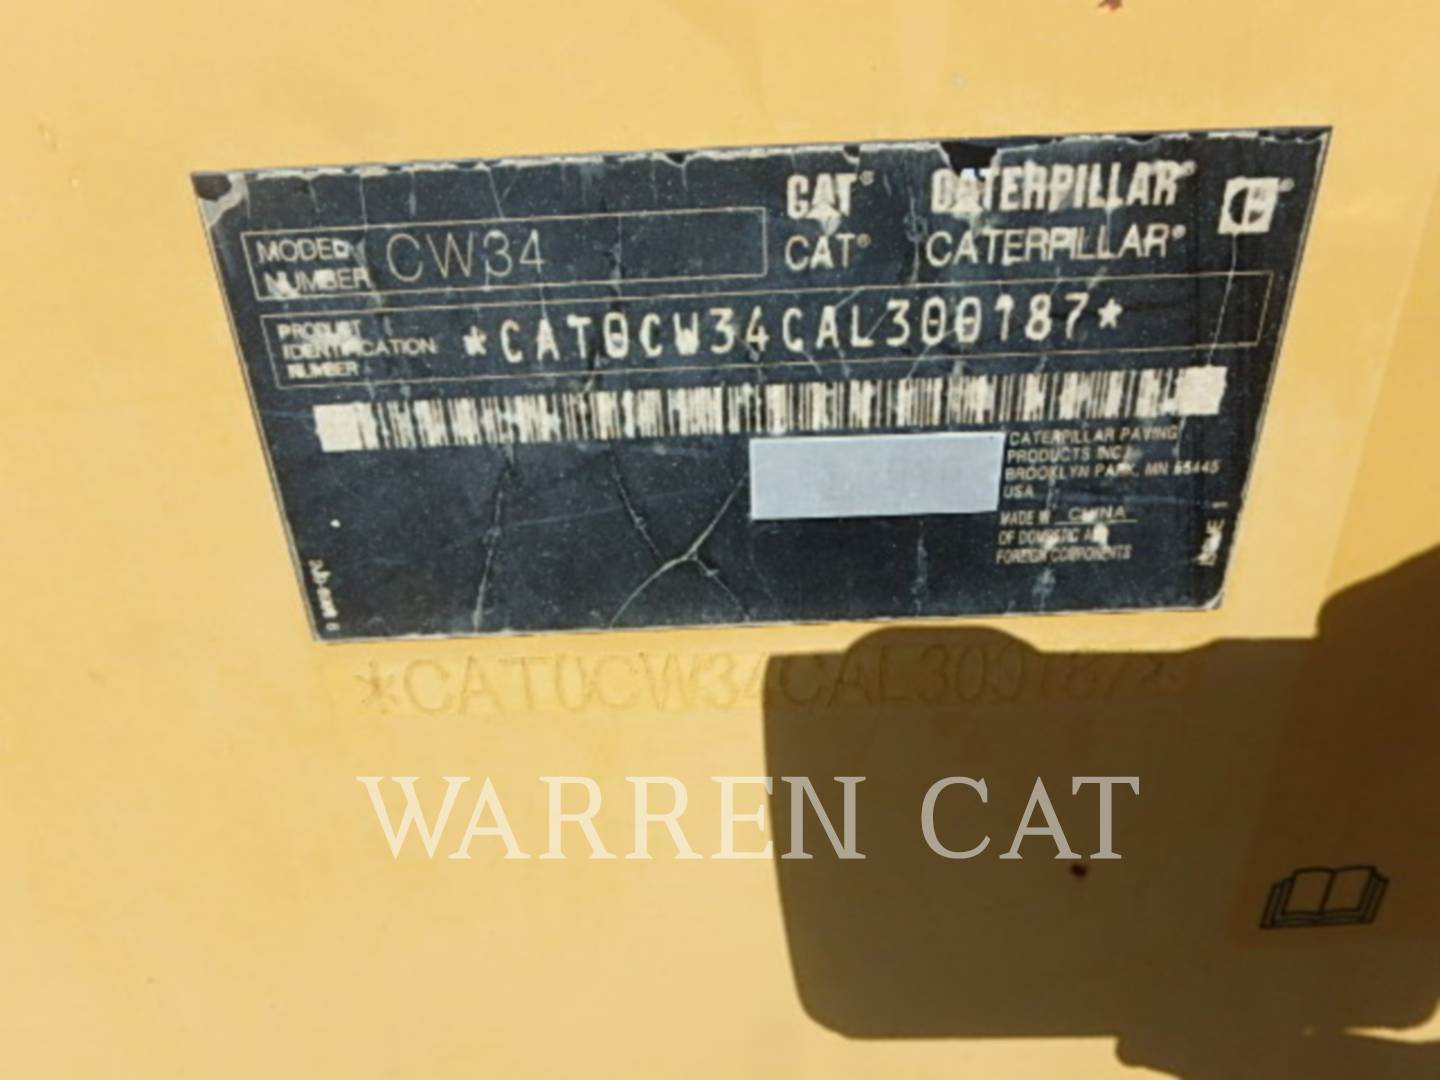 CAT® CATERPILLAR®
MODEL NUMBER CW34 CAT® CATERPILLAR®
PRODUCT IDENTIFICATION NUMBER *CAT0CW34CAL300187*
CATERPILLAR PAVING
PRODUCTS INC.
BROOKLYN PARK, MN 55445
USA
MADE IN CHINA
OF DOMESTIC AND
FOREIGN COMPONENTS
*CAT0CW34CAL300187*
WARREN CAT